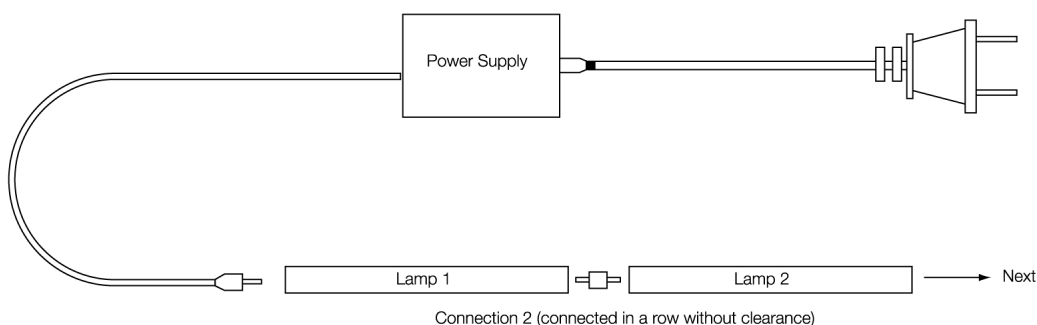 Power Supply
Lamp 1
Lamp 2
Next
Connection 2 (connected in a row without clearance)